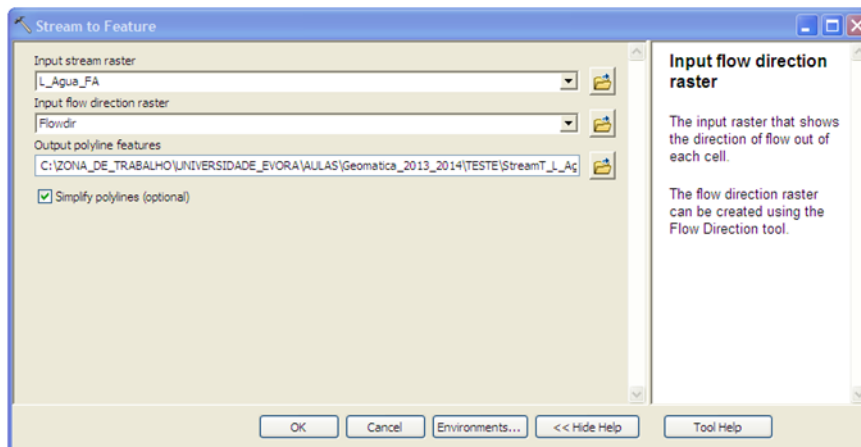 Stream to Feature
Input stream raster
L_Agua_FA
Input flow direction raster
Flowdir
Output polyline features
C:\ZONA_DE_TRABALHO\UNIVERSIDADE_EVORA\AULAS\Geomatica_2013_2014\TESTE\StreamT_L_Ag
Simplify polylines (optional)
Input flow direction
raster
The input raster that shows
the direction of flow out of
each cell.
The flow direction raster
can be created using the
Flow Direction tool.
OK
Cancel
Environments...
<< Hide Help
Tool Help